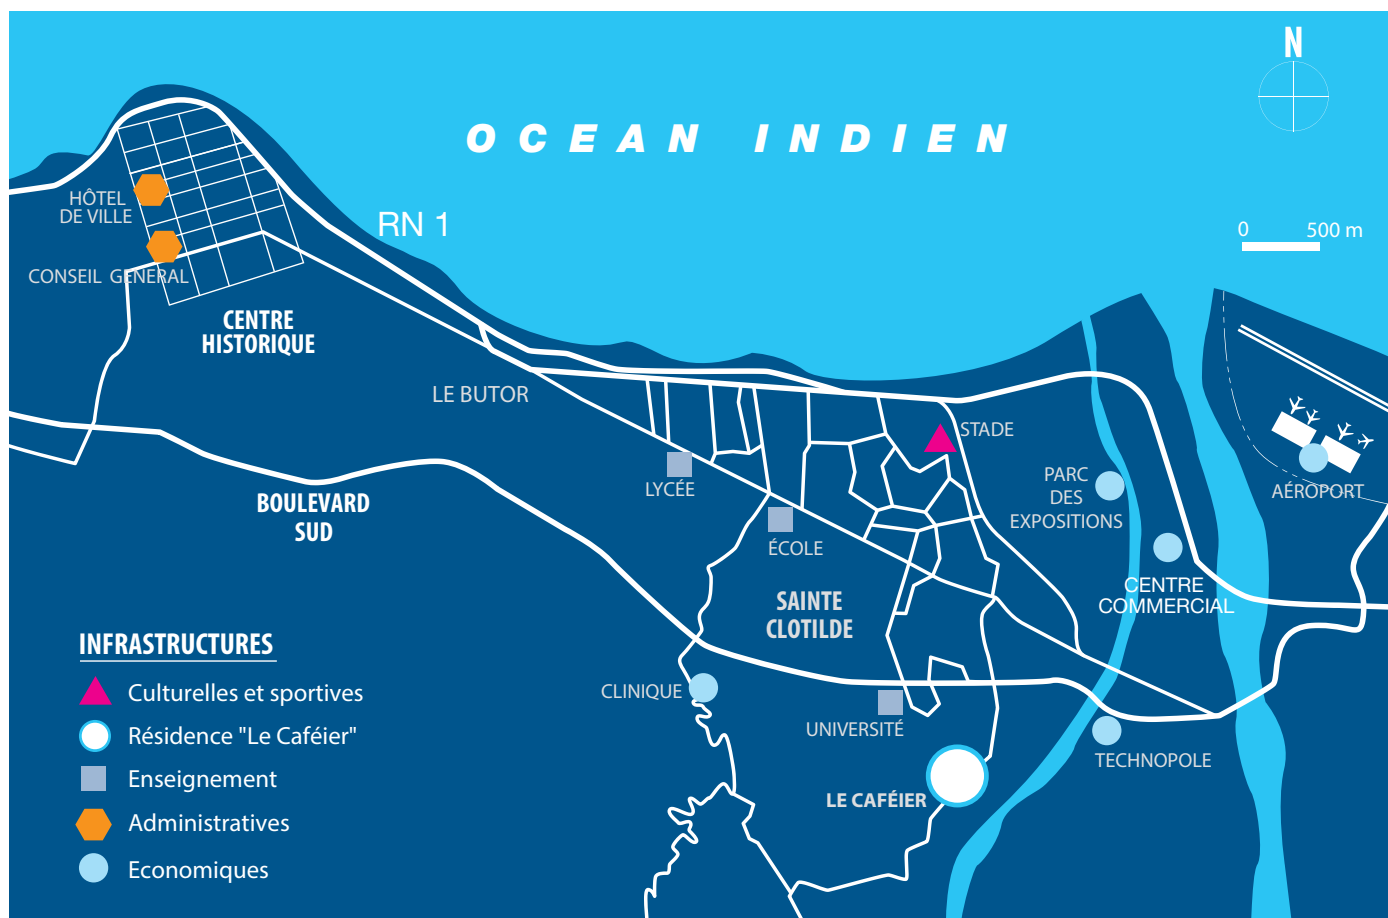 N
OCEAN INDIEN
HÔTEL
DE VILLE
RN 1
0 500 m
CONSEIL GENERAL
CENTRE
HISTORIQUE
LE BUTOR
STADE
PARC
DES
EXPOSITIONS
LYCÉE
AÉROPORT
BOULEVARD
SUD
ÉCOLE
CENTRE
COMMERCIAL
SAINTE
CLOTILDE
INFRASTRUCTURES
Culturelles et sportives
Résidence "Le Caféier"
Enseignement
Administratives
Economiques
CLINIQUE
UNIVERSITÉ
TECHNOPOLE
LE CAFÉIER